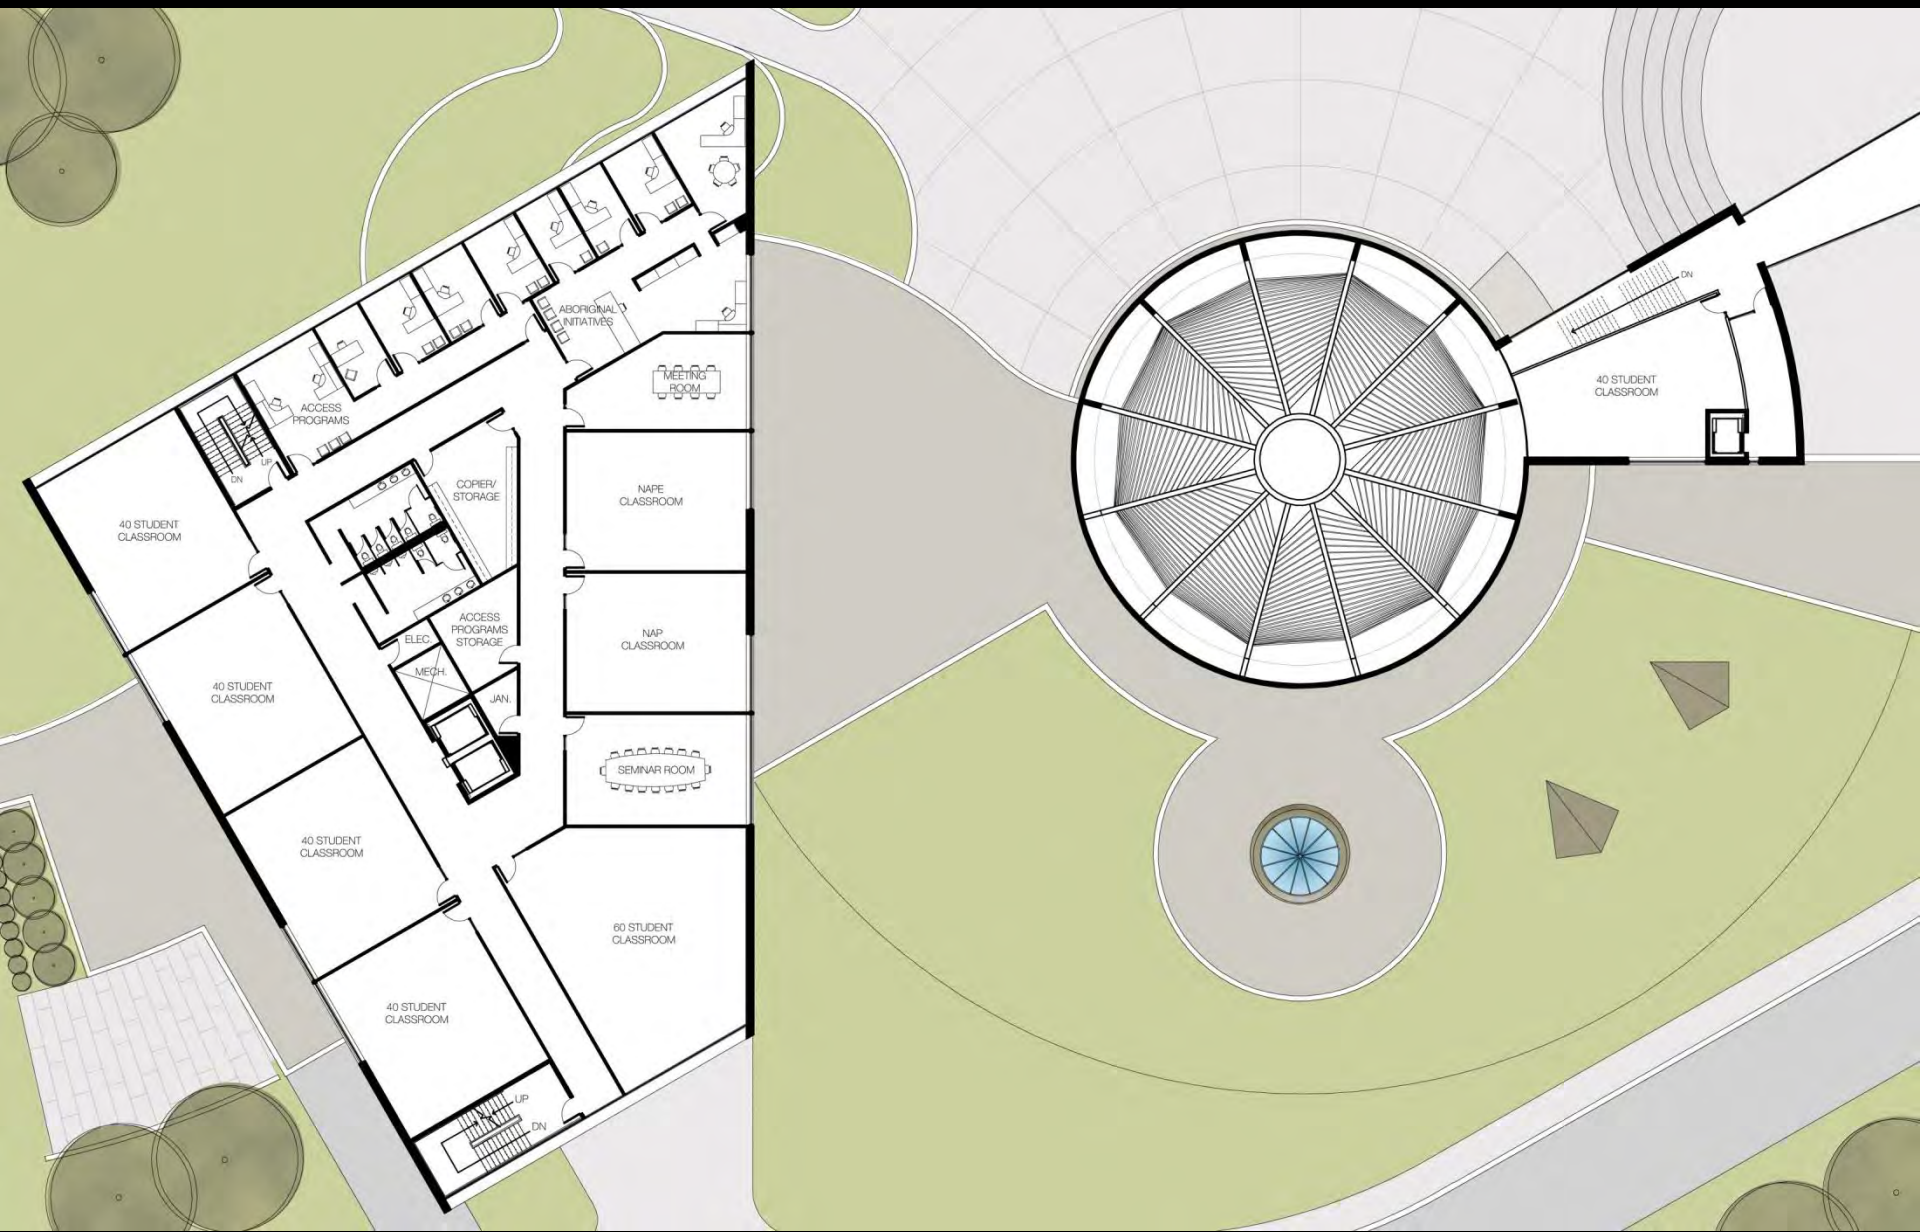 DN
ABORIGINAL
INITIATIVES
MEETING
ROOM
40 STUDENT
CLASSROOM
ACCESS
PROGRAMS
UP
DN
COPIER/
STORAGE
NAPE
CLASSROOM
40 STUDENT
CLASSROOM
ACCESS
PROGRAMS
STORAGE
ELEC.
NAP
CLASSROOM
MECH.
40 STUDENT
CLASSROOM
JAN.
SEMINAR ROOM
40 STUDENT
CLASSROOM
60 STUDENT
CLASSROOM
40 STUDENT
CLASSROOM
UP
DN